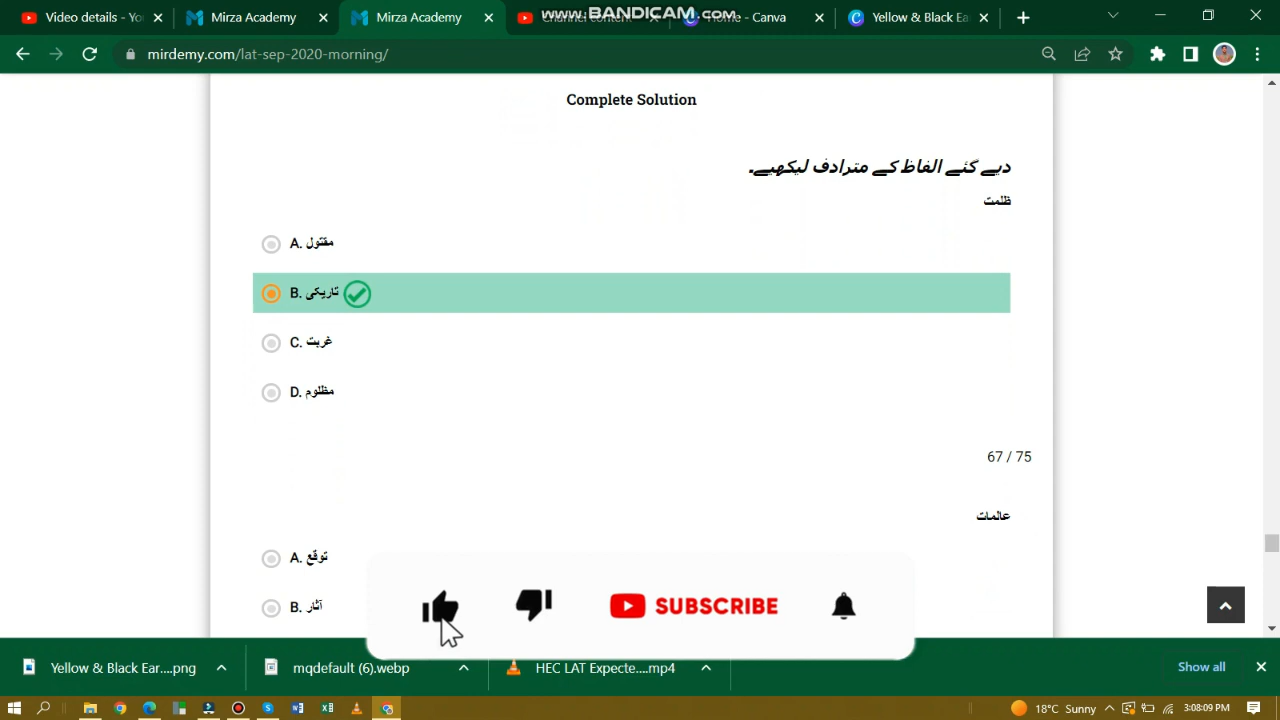 Video details - Yo
Mirza Academy
Mirza Academy
Channel content
Home - Canva
Yellow & Black Ea
www.BANDICAM.com
mirdemy.com/lat-sep-2020-morning/
Complete Solution
دیے گئے الفاظ کے مترادف لیکھیے۔
ظلمت
A. مقتول
B. تاریکی
C. غربت
D. مظلوم
67 / 75
عالمات
A. توقع
B. آثار
SUBSCRIBE
Yellow & Black Ear....png
mqdefault (6).webp
HEC LAT Expecte....mp4
Show all
18°C Sunny
3:08:09 PM